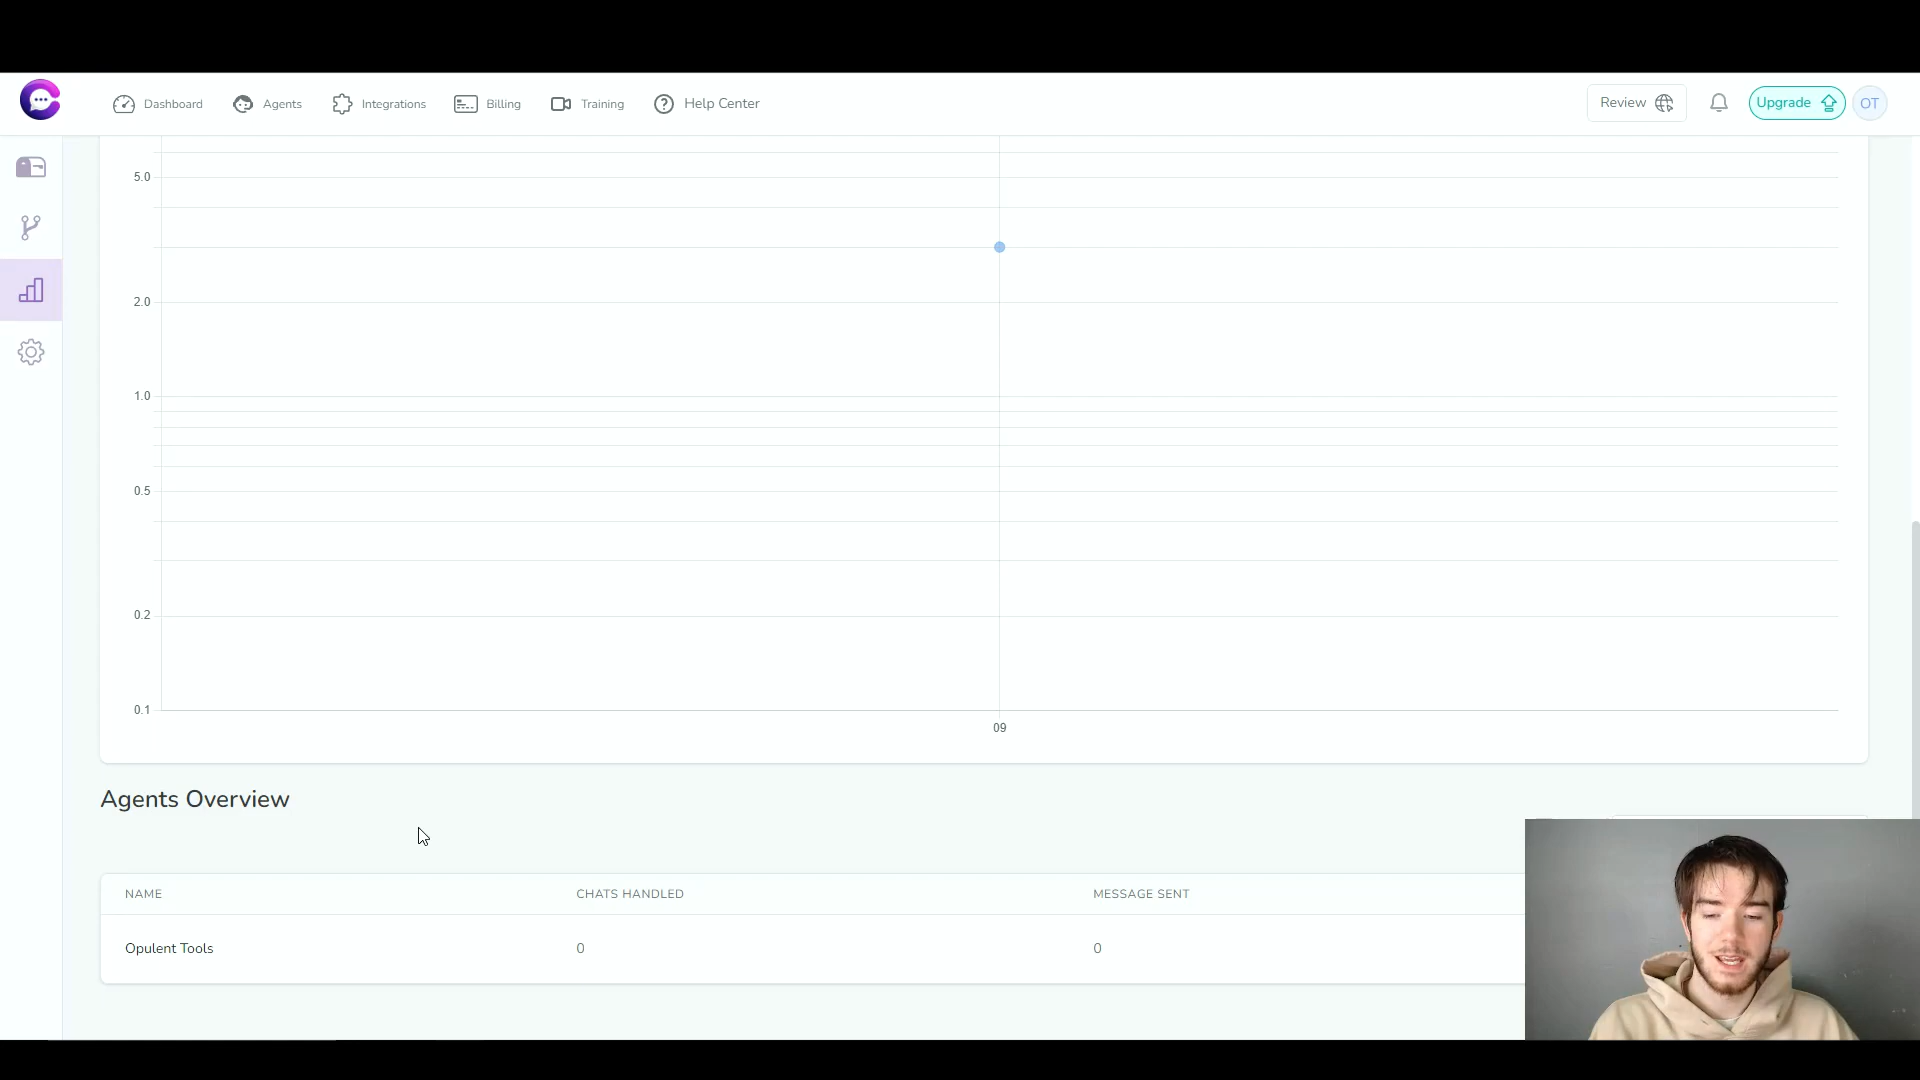 Dashboard
Agents
Integrations
Billing
Training
Help Center
Review
Upgrade
OT
5.0
2.0
1.0
0.5
0.2
0.1
09
Agents Overview
NAME CHATS HANDLED MESSAGE SENT
Opulent Tools 0 0